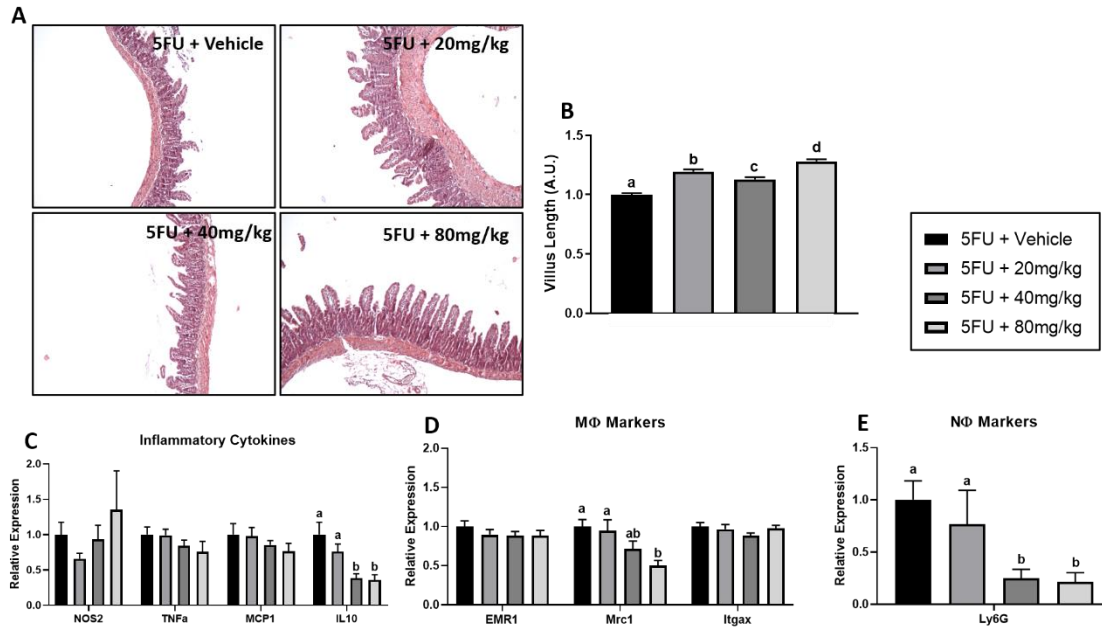 A
5FU + Vehicle
5FU + 20mg/kg
5FU + 40mg/kg
5FU + 80mg/kg
B
Villus Length (A.U.)
1.5
1.0
0.5
0.0
a
b
c
d
5FU + Vehicle
5FU + 20mg/kg
5FU + 40mg/kg
5FU + 80mg/kg
C
Inflammatory Cytokines
Relative Expression
2.0
1.5
1.0
0.5
0.0
a
a
b
b
NOS2
TNFa
MCP1
IL10
D
MΦ Markers
Relative Expression
2.0
1.5
1.0
0.5
0.0
a
a
ab
b
EMR1
Mrc1
Itgax
E
NΦ Markers
Relative Expression
1.5
1.0
0.5
0.0
a
a
b
b
Ly6G